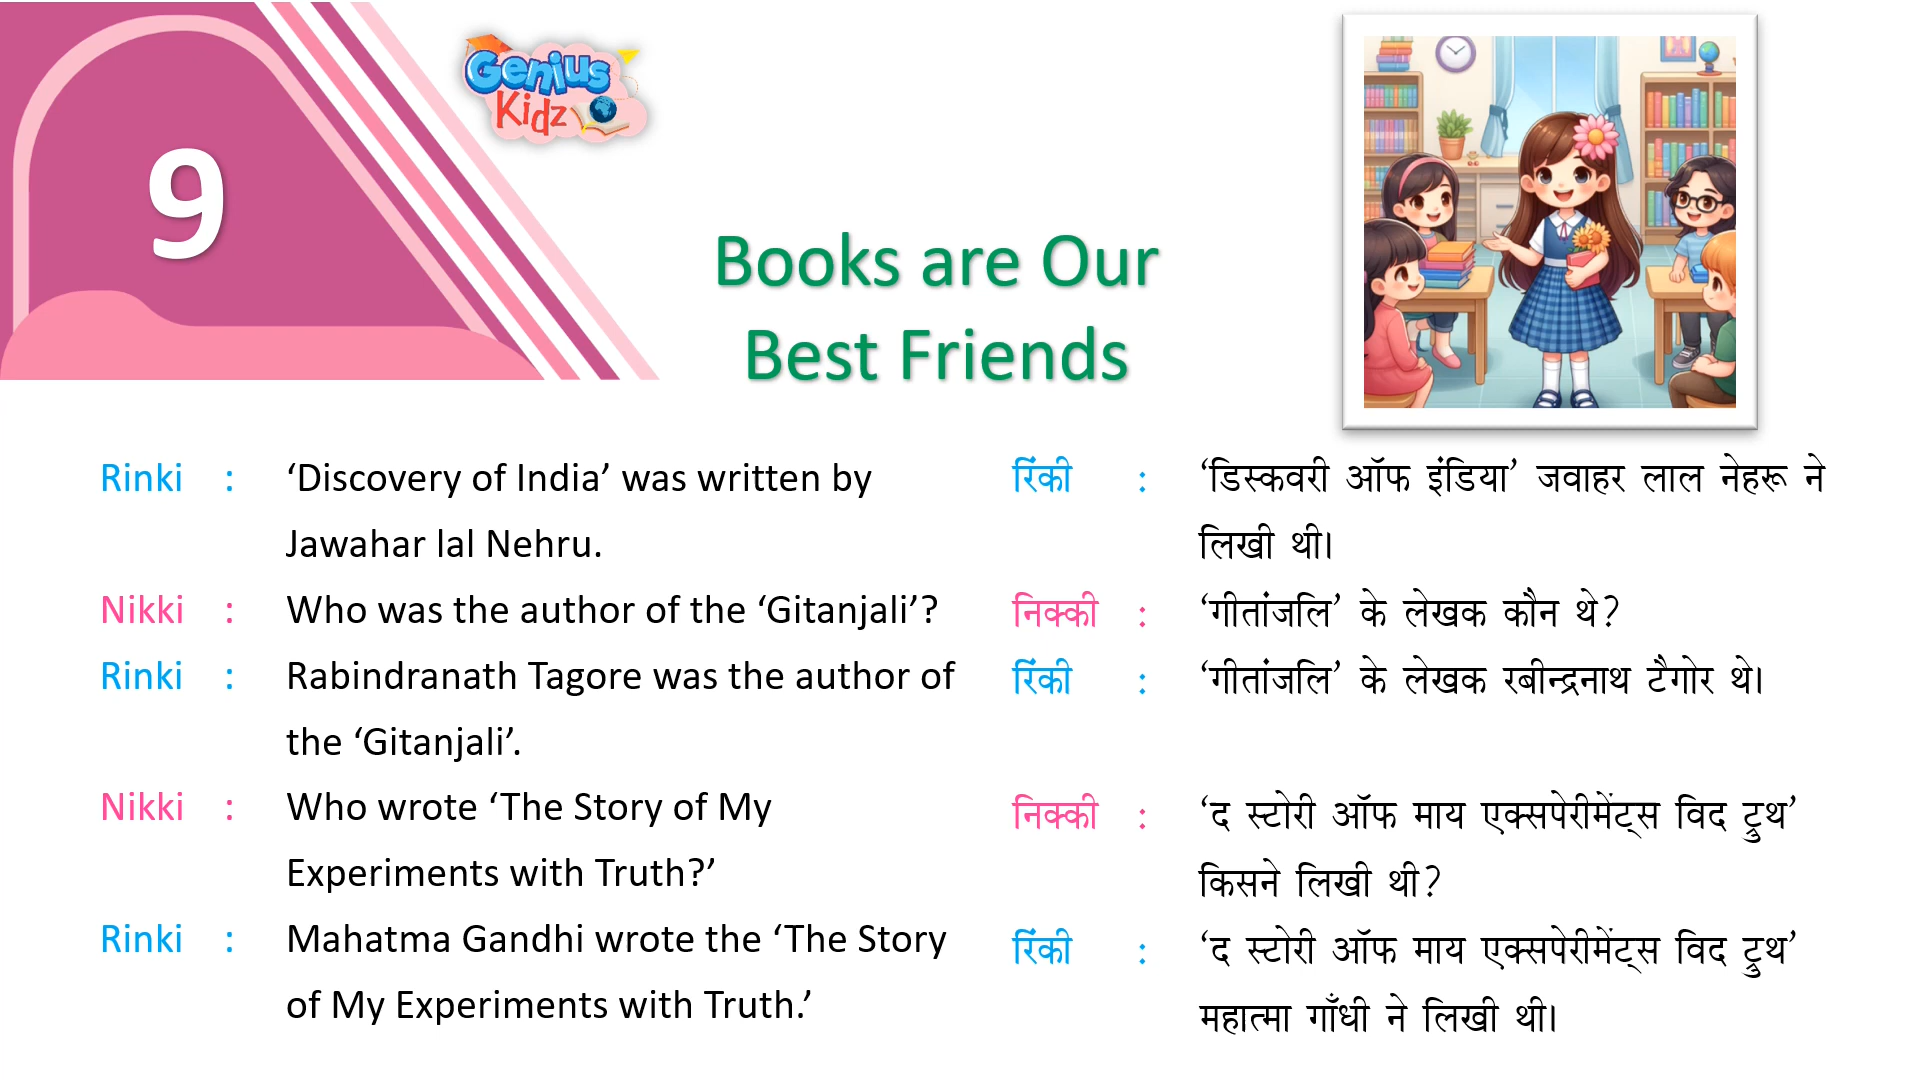 9
Genius
Kidz
Books are Our
Best Friends
Rinki : ‘Discovery of India’ was written by
Jawahar lal Nehru.
Nikki : Who was the author of the ‘Gitanjali’?
Rinki : Rabindranath Tagore was the author of
the ‘Gitanjali’.
Nikki : Who wrote ‘The Story of My
Experiments with Truth?’
Rinki : Mahatma Gandhi wrote the ‘The Story
of My Experiments with Truth.’
रिंकी : ‘डिस्कवरी ऑफ इंडिया’ जवाहर लाल नेहरू ने
लिखी थी।
निक्की : ‘गीतांजलि’ के लेखक कौन थे?
रिंकी : ‘गीतांजलि’ के लेखक रबीन्द्रनाथ टैगोर थे।
निक्की : ‘द स्टोरी ऑफ माय एक्सपेरीमेंट्स विद ट्रुथ’
किसने लिखी थी?
रिंकी : ‘द स्टोरी ऑफ माय एक्सपेरीमेंट्स विद ट्रुथ’
महात्मा गाँधी ने लिखी थी।